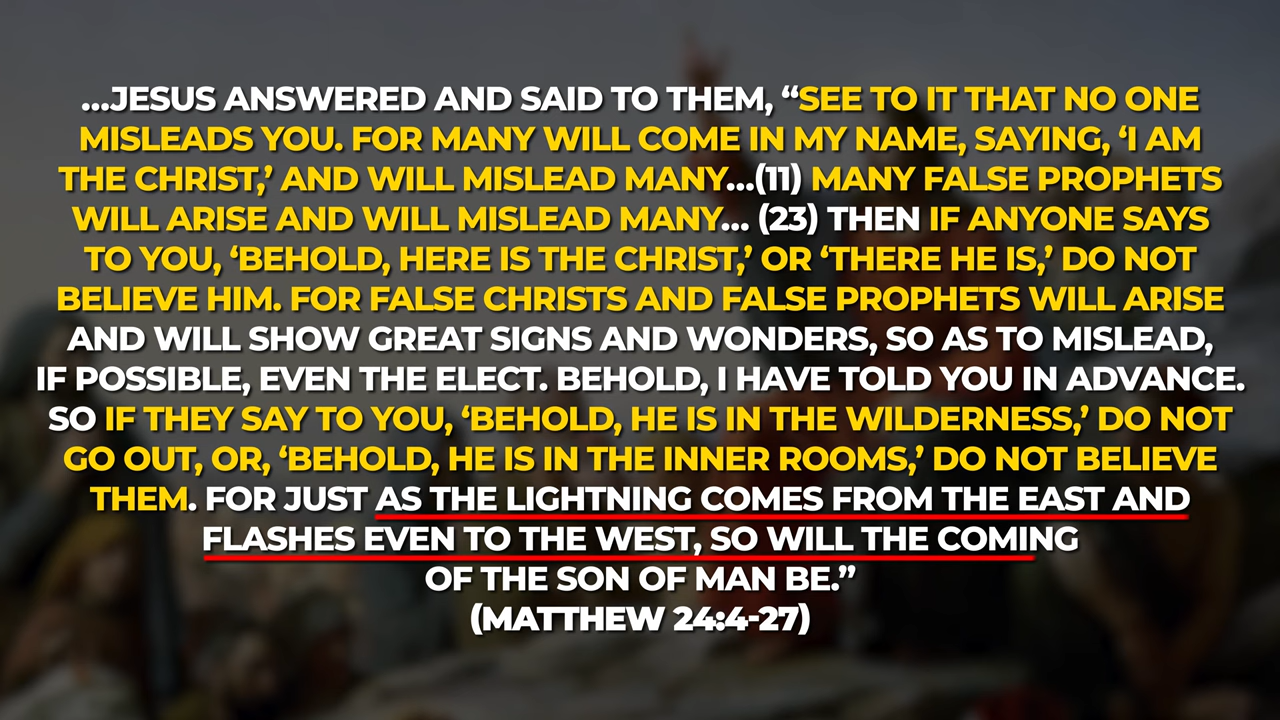 ...JESUS ANSWERED AND SAID TO THEM, “SEE TO IT THAT NO ONE
MISLEADS YOU. FOR MANY WILL COME IN MY NAME, SAYING, ‘I AM
THE CHRIST,’ AND WILL MISLEAD MANY...(11) MANY FALSE PROPHETS
WILL ARISE AND WILL MISLEAD MANY... (23) THEN IF ANYONE SAYS
TO YOU, ‘BEHOLD, HERE IS THE CHRIST,’ OR ‘THERE HE IS,’ DO NOT
BELIEVE HIM. FOR FALSE CHRISTS AND FALSE PROPHETS WILL ARISE
AND WILL SHOW GREAT SIGNS AND WONDERS, SO AS TO MISLEAD,
IF POSSIBLE, EVEN THE ELECT. BEHOLD, I HAVE TOLD YOU IN ADVANCE.
SO IF THEY SAY TO YOU, ‘BEHOLD, HE IS IN THE WILDERNESS,’ DO NOT
GO OUT, OR, ‘BEHOLD, HE IS IN THE INNER ROOMS,’ DO NOT BELIEVE
THEM. FOR JUST AS THE LIGHTNING COMES FROM THE EAST AND
FLASHES EVEN TO THE WEST, SO WILL THE COMING
OF THE SON OF MAN BE.”
(MATTHEW 24:4-27)